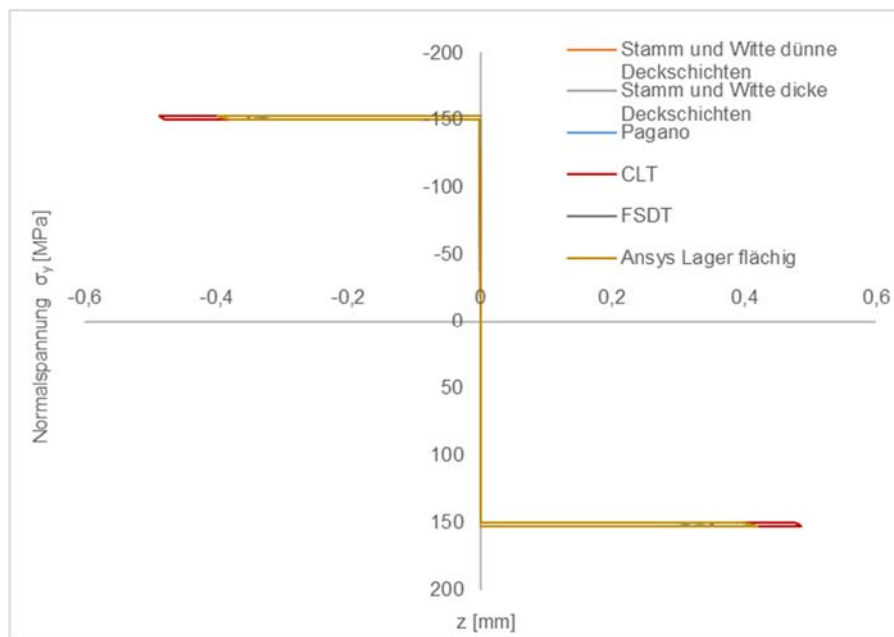 -200
Stamm und Witte dünne
Deckschichten
Stamm und Witte dicke
Deckschichten
-150
Pagano
-100
CLT
FSDT
-50
Ansys Lager flächig
Normalspannung σy [MPa]
-0,6
-0,4
-0,2
0
0,2
0,4
0,6
0
50
100
150
200
z [mm]